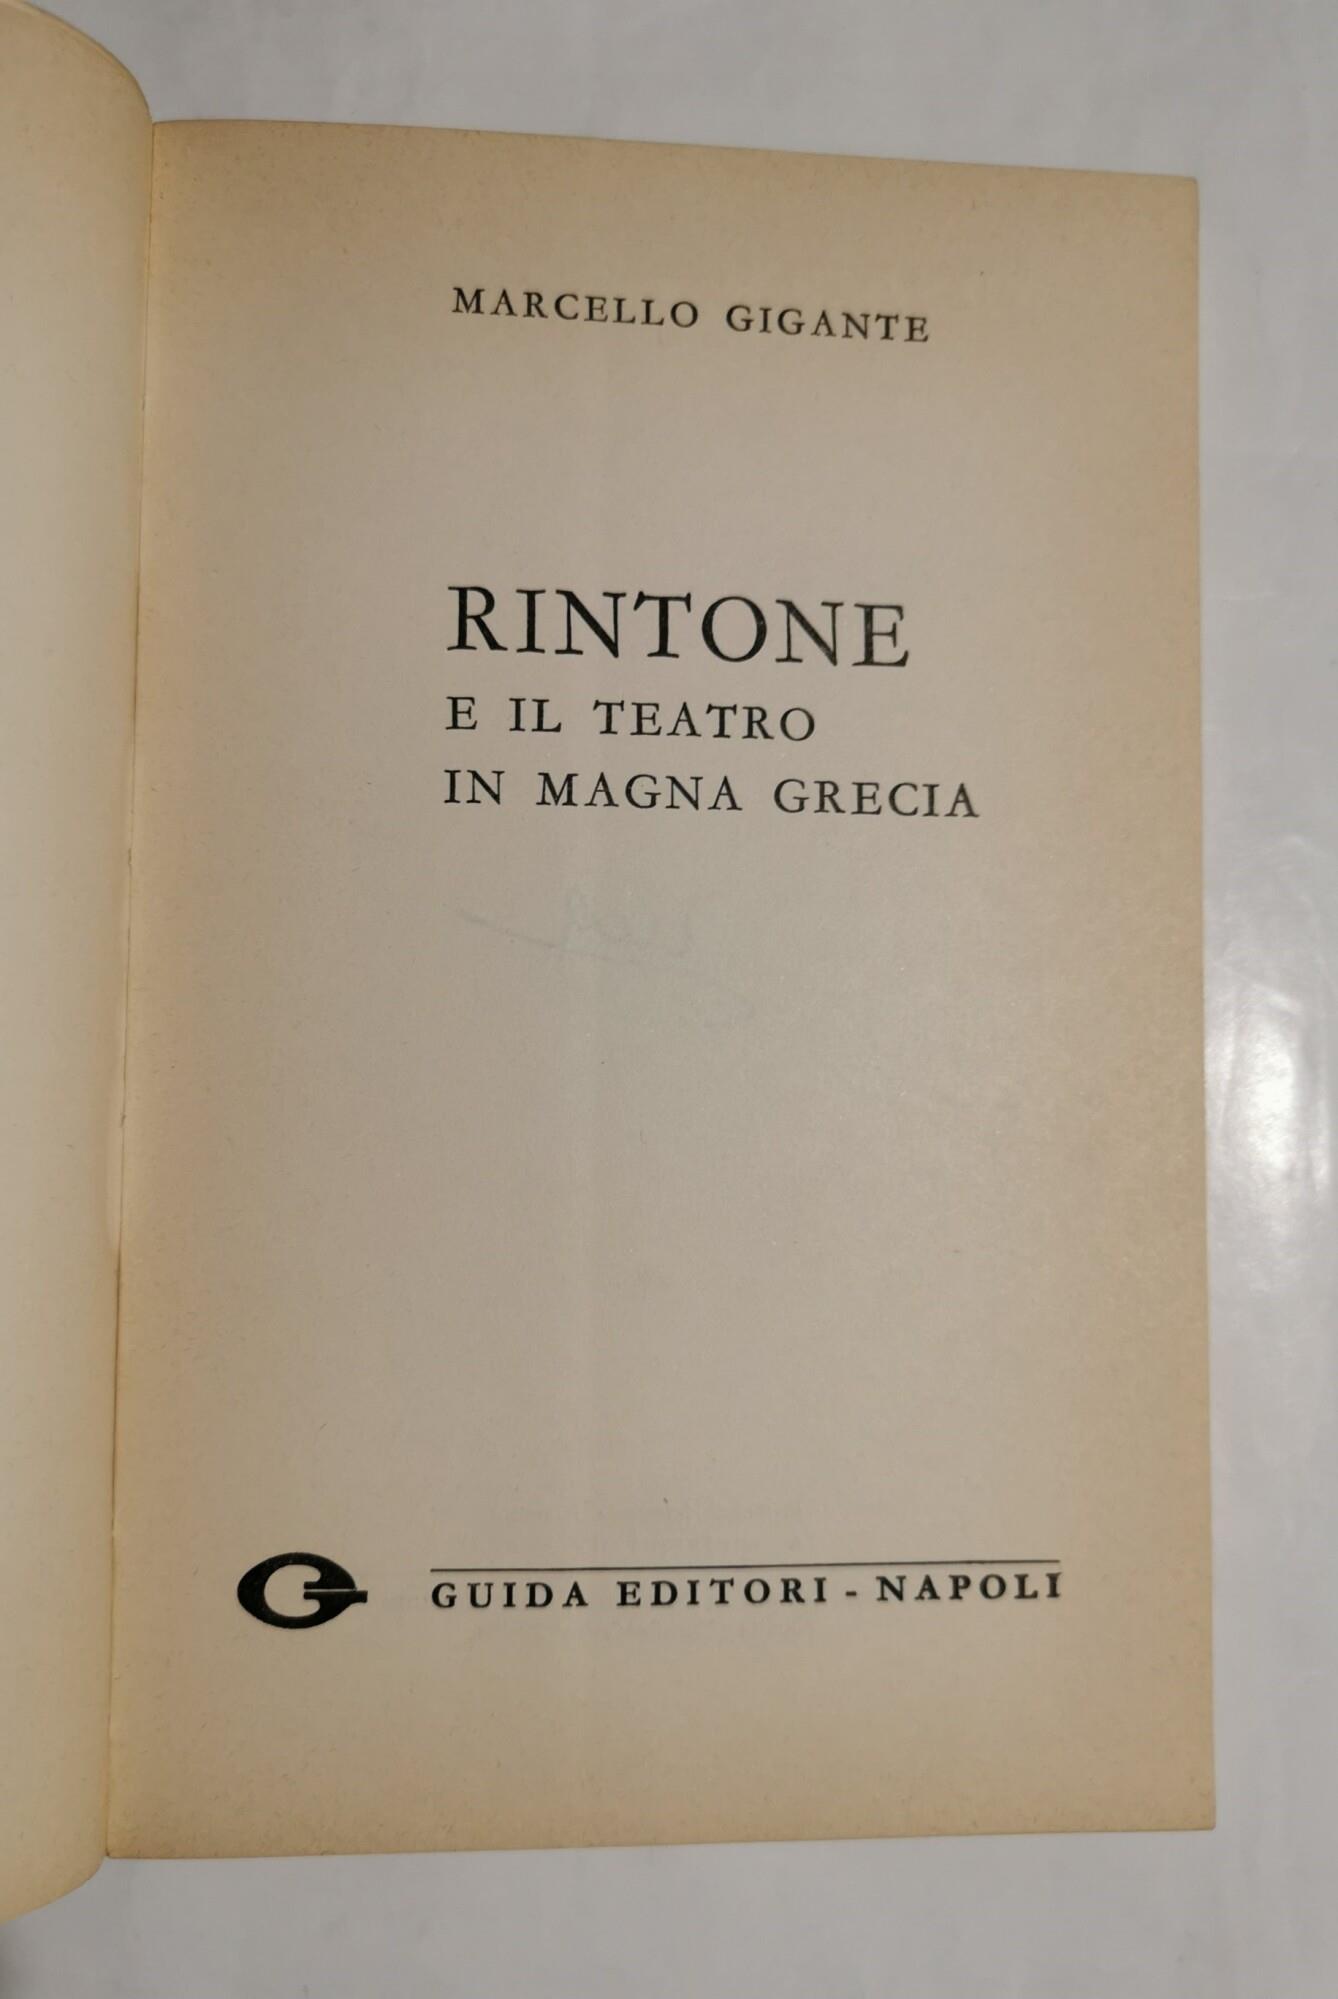 MARCELLO GIGANTE
RINTONE
E IL TEATRO
IN MAGNA GRECIA
GUIDA EDITORI - NAPOLI